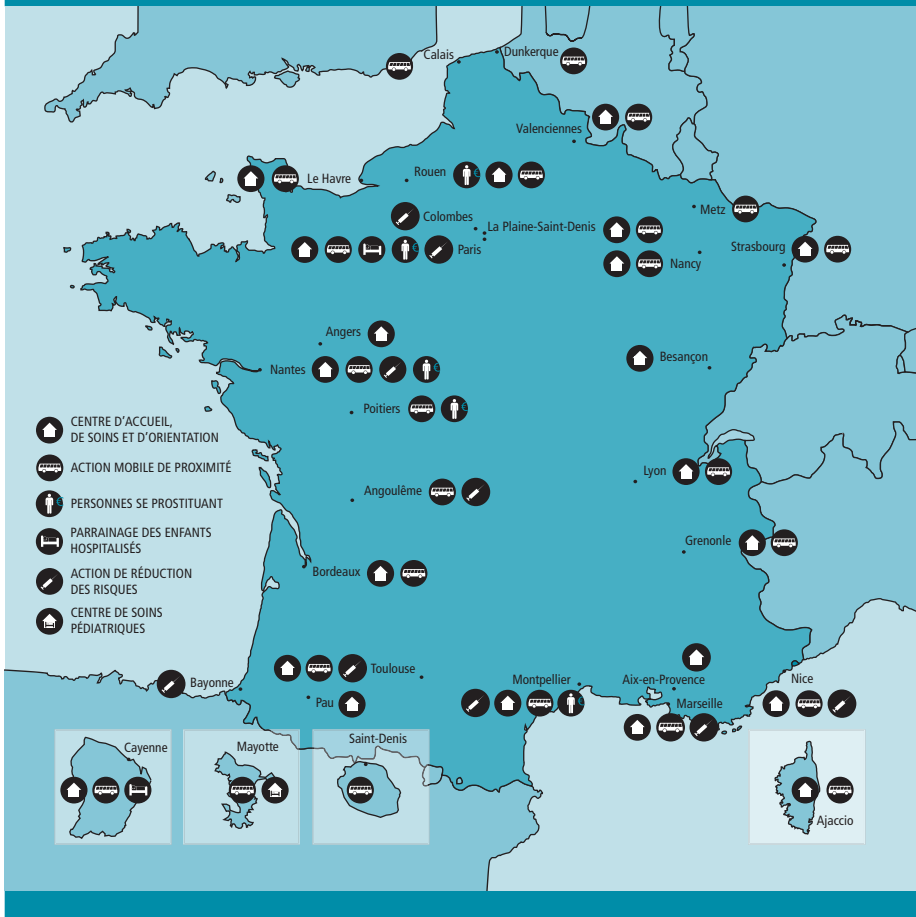 Calais
Dunkerque
Valenciennes
Le Havre
Rouen
Metz
Colombes
La Plaine-Saint-Denis
Paris
Nancy
Strasbourg
Angers
Nantes
Besançon
Poitiers
CENTRE D'ACCUEIL,
DE SOINS ET D'ORIENTATION
ACTION MOBILE DE PROXIMITÉ
PERSONNES SE PROSTITUANT
PARRAINAGE DES ENFANTS
HOSPITALISÉS
ACTION DE RÉDUCTION
DES RISQUES
CENTRE DE SOINS
PÉDIATRIQUES
Lyon
Angoulême
Grenonle
Bordeaux
Toulouse
Bayonne
Pau
Montpellier
Aix-en-Provence
Marseille
Nice
Cayenne
Mayotte
Saint-Denis
Ajaccio